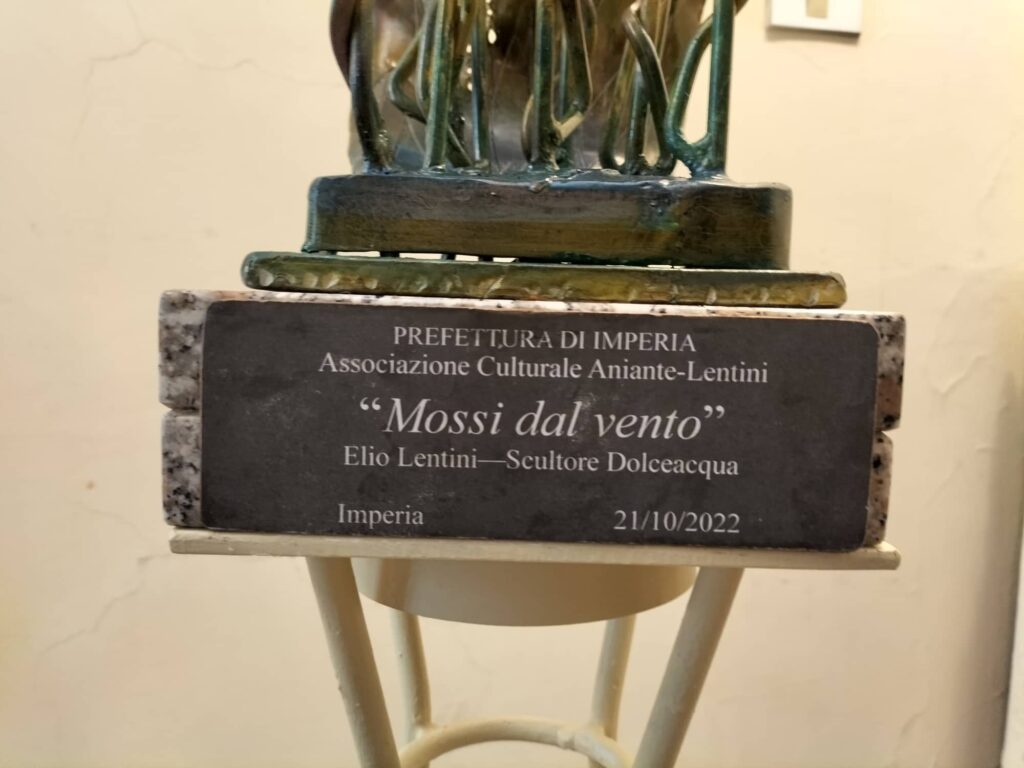 PREFETTURA DI IMPERIA
Associazione Culturale Aniante-Lentini
“Mossi dal vento”
Elio Lentini—Scultore Dolceacqua
Imperia 21/10/2022